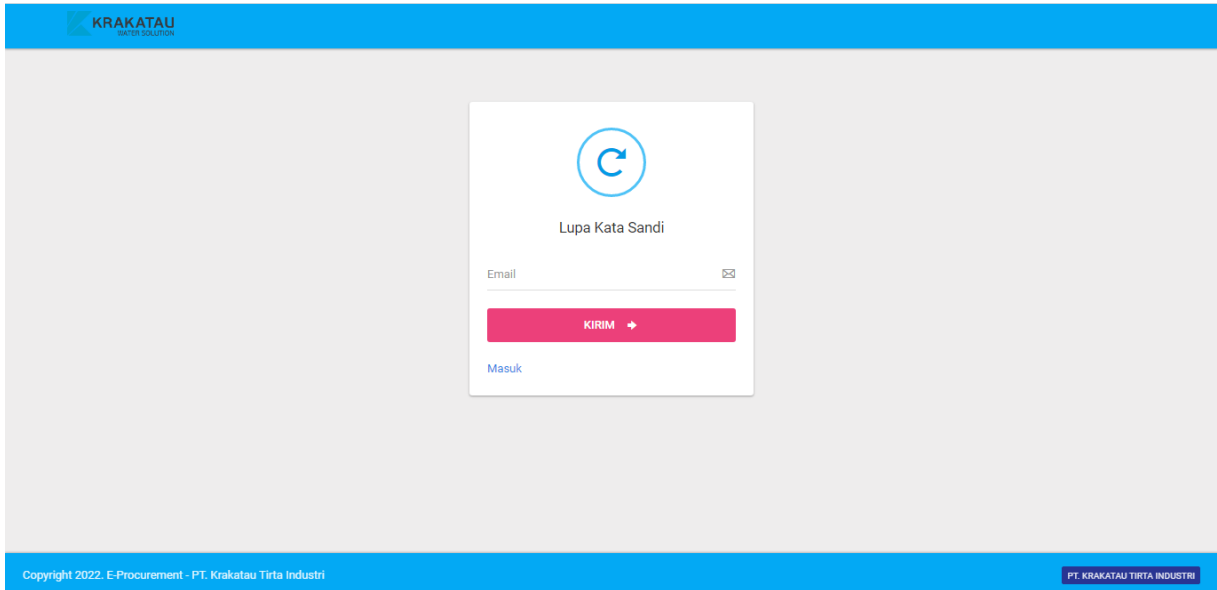 KRAKATAU
WATER SOLUTION
Lupa Kata Sandi
Email
KIRIM
Masuk
Copyright 2022. E-Procurement - PT. Krakatau Tirta Industri
PT. KRAKATAU TIRTA INDUSTRI